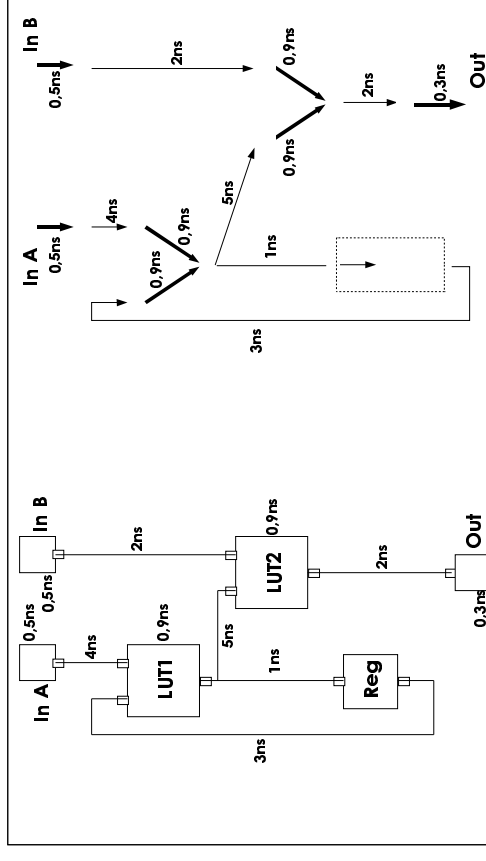 In A
0,5ns
In B
0,5ns
4ns
2ns
0,9ns
0,9ns
5ns
0,9ns
0,9ns
1ns
2ns
3ns
0,3ns
Out
In A
0,5ns
0,5ns
In B
4ns
2ns
LUT1
0,9ns
5ns
LUT2
0,9ns
1ns
2ns
3ns
Reg
0,3ns
Out